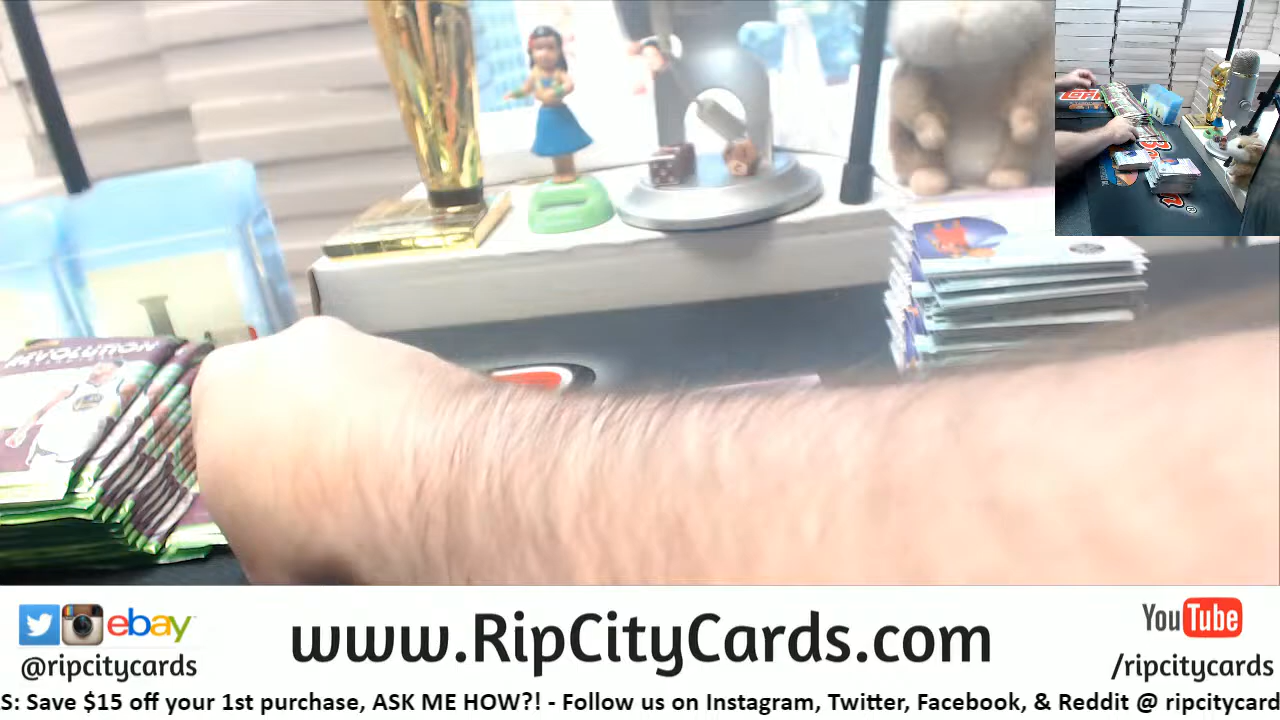 REVOLUTION
ebay
www.RipCityCards.com
YouTube
@ripcitycards
/ripcitycards
S: Save $15 off your 1st purchase, ASK ME HOW?! - Follow us on Instagram, Twitter, Facebook, & Reddit @ ripcitycard